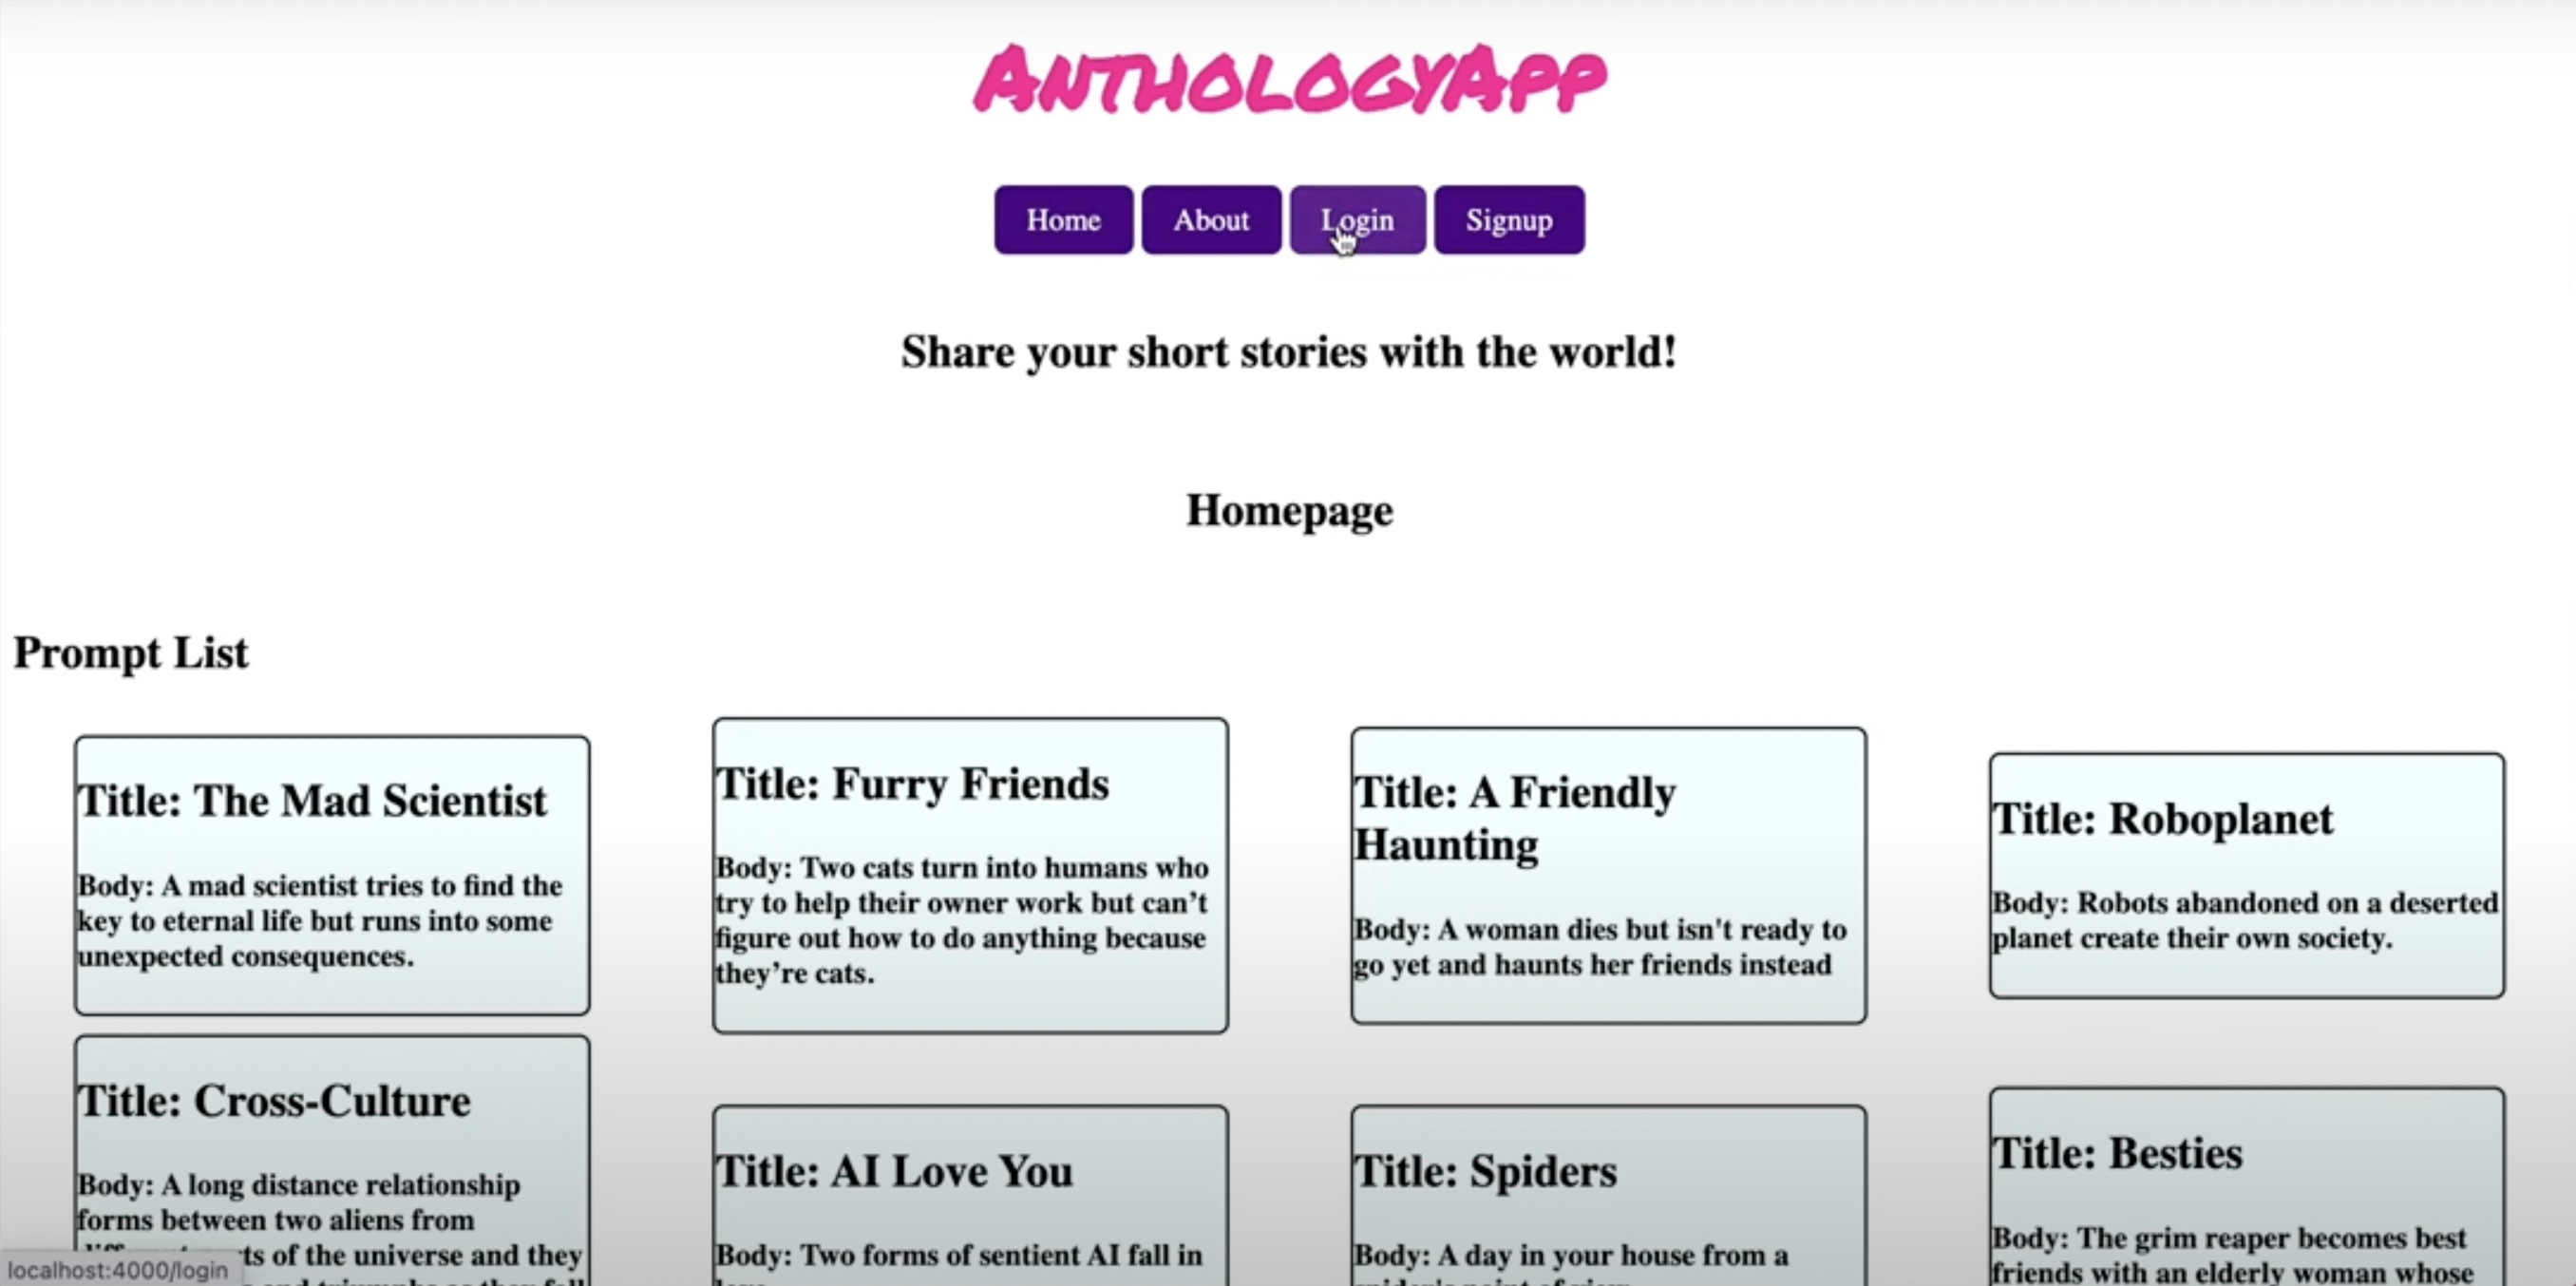 AnthologyApp
Home About Login Signup
Share your short stories with the world!
Homepage
Prompt List
Title: The Mad Scientist
Body: A mad scientist tries to find the
key to eternal life but runs into some
unexpected consequences.
Title: Furry Friends
Body: Two cats turn into humans who
try to help their owner work but can’t
figure out how to do anything because
they’re cats.
Title: A Friendly
Haunting
Body: A woman dies but isn't ready to
go yet and haunts her friends instead
Title: Roboplanet
Body: Robots abandoned on a deserted
planet create their own society.
Title: Cross-Culture
Body: A long distance relationship
forms between two aliens from
of the universe and they
Title: AI Love You
Body: Two forms of sentient AI fall in
Title: Spiders
Body: A day in your house from a
spider's point of view
Title: Besties
Body: The grim reaper becomes best
friends with an elderly woman whose
localhost:4000/login